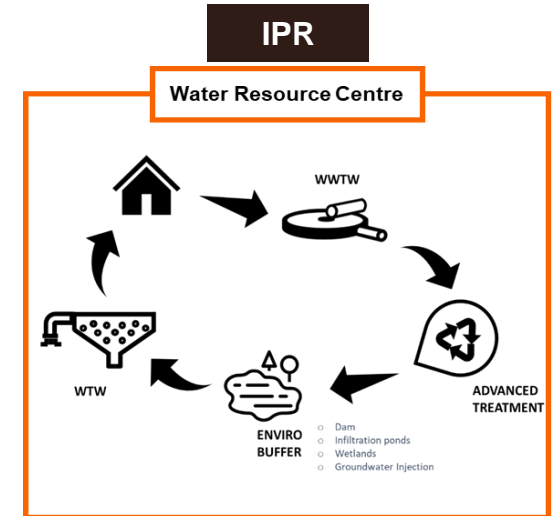 IPR
Water Resource Centre
WWTW
ADVANCED
TREATMENT
WTW
ENVIRO
BUFFER
○ Dam
○ Infiltration ponds
○ Wetlands
○ Groundwater Injection